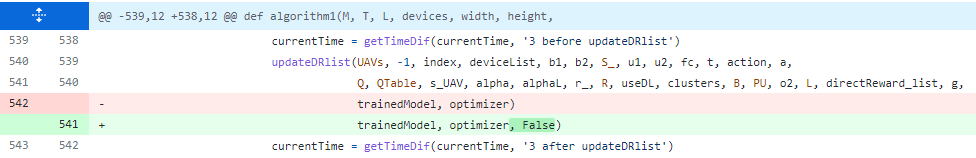 @@ -539,12 +538,12 @@ def algorithm1(M, T, L, devices, width, height,
539 538 currentTime = getTimeDif(currentTime, '3 before updateDRlist')
540 539 updateDRlist(UAVs, -1, index, deviceList, b1, b2, S_, u1, u2, fc, t, action, a,
541 540 Q, QTable, s_UAV, alpha, alphaL, r_, R, useDL, clusters, B, PU, o2, L, directReward_list, g,
542 - trainedModel, optimizer)
541 + trainedModel, optimizer, False)
543 542 currentTime = getTimeDif(currentTime, '3 after updateDRlist')